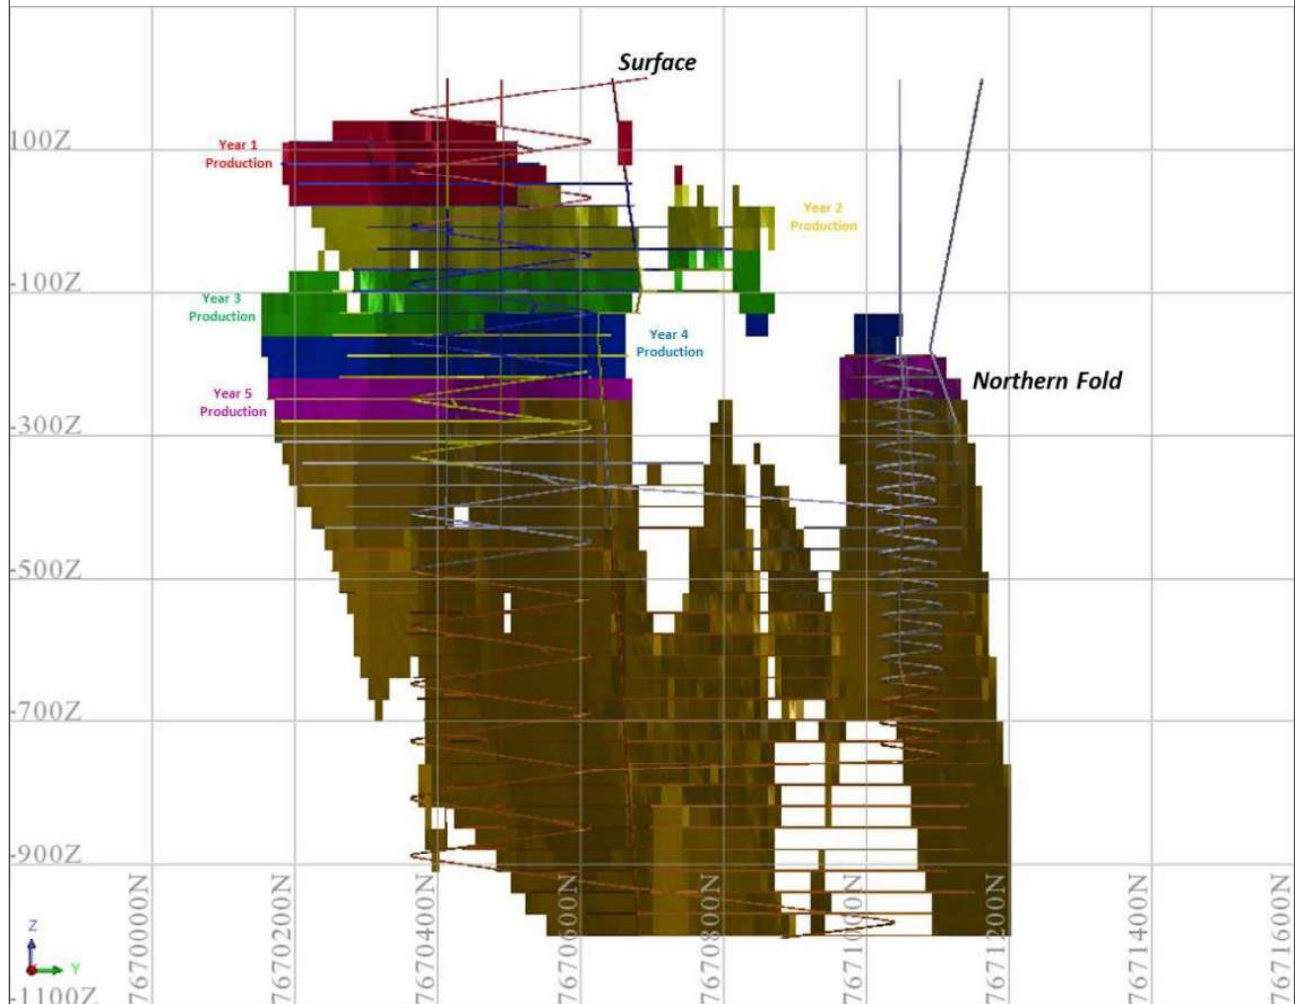 Surface
100Z
Year 1
Production
Year 2
Production
-100Z
Year 3
Production
Year 4
Production
Year 5
Production
Northern Fold
-300Z
-500Z
-700Z
-900Z
7670000N
7670200N
7670400N
7670600N
7670800N
7671000N
7671200N
7671400N
7671600N
Z
Y
-1100Z